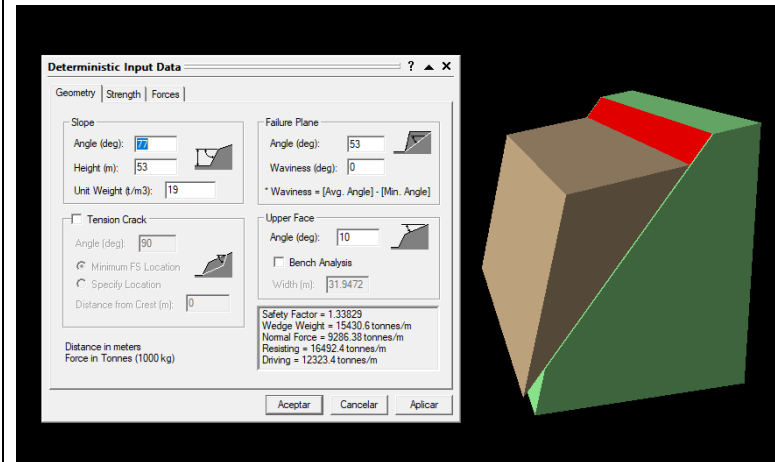 Deterministic Input Data ? ▲ X
Geometry Strength Forces
Slope
Angle (deg): 77
Height (m): 53
Unit Weight (t/m3): 19
Failure Plane
Angle (deg): 53
Waviness (deg): 0
* Waviness = [Avg. Angle] - [Min. Angle]
Tension Crack
Angle (deg): 90
Minimum FS Location
Specify Location
Distance from Crest (m): 0
Upper Face
Angle (deg): 10
Bench Analysis
Width (m): 31.9472
Distance in meters
Force in Tonnes (1000 kg)
Safety Factor = 1.33829
Wedge Weight = 15430.6 tonnes/m
Normal Force = 9286.38 tonnes/m
Resisting = 16492.4 tonnes/m
Driving = 12323.4 tonnes/m
Aceptar Cancelar Aplicar